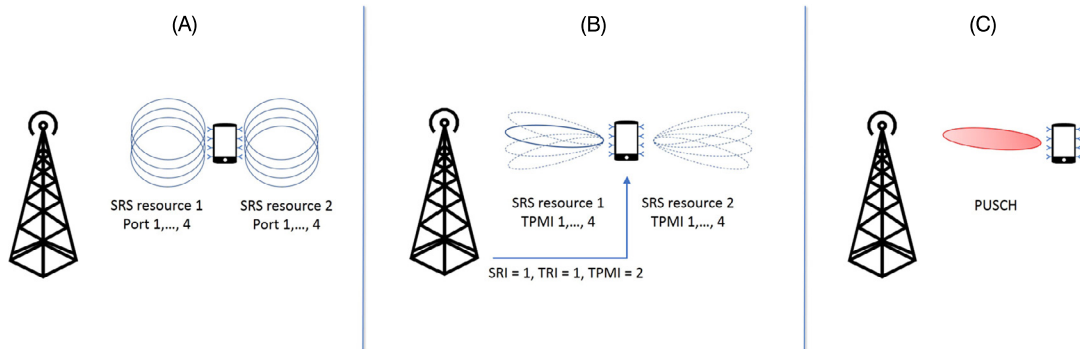 (A)
SRS resource 1
Port 1,..., 4
SRS resource 2
Port 1,..., 4
(B)
SRS resource 1
TPMI 1,..., 4
SRS resource 2
TPMI 1,..., 4
SRI = 1, TRI = 1, TPMI = 2
(C)
PUSCH